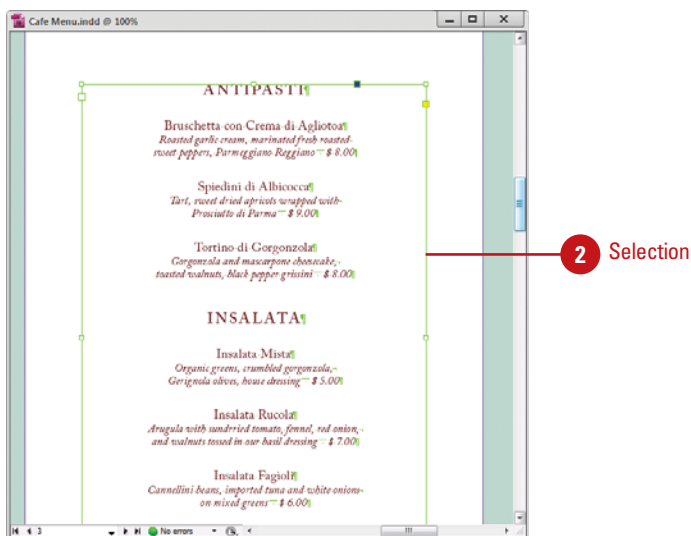 Cafe Menu.indd @ 100%
ANTIPASTI¶
Bruschetta·con·Crema·di·Agliotoa¶
Roasted·garlic·cream,·marinated·fresh·roasted·
sweet·peppers,·Parmeggiano·Reggiano — $·8.00¶
Spiedini·di·Albicocca¶
Tart,·sweet·dried·apricots·wrapped·with·
Prosciutto·di·Parma — $·9.00¶
Tortino·di·Gorgonzola¶
Gorgonzola·and·mascarpone·cheesecake,·
toasted·walnuts,·black·pepper·grissini — $·8.00¶
INSALATA¶
Insalata·Mista¶
Organic·greens,·crumbled·gorgonzola,·
Gerignola·olives,·house·dressing — $·5.00¶
Insalata·Rucola¶
Arugula·with·sundrried·tomato,·fennel,·red·onion,·
and·walnuts·tossed·in·our·basil·dressing — $·7.00¶
Insalata·Fagioli¶
Cannellini·beans,·imported·tuna·and·white·onions·
on·mixed·greens — $·6.00¶
3
No errors
2 Selection